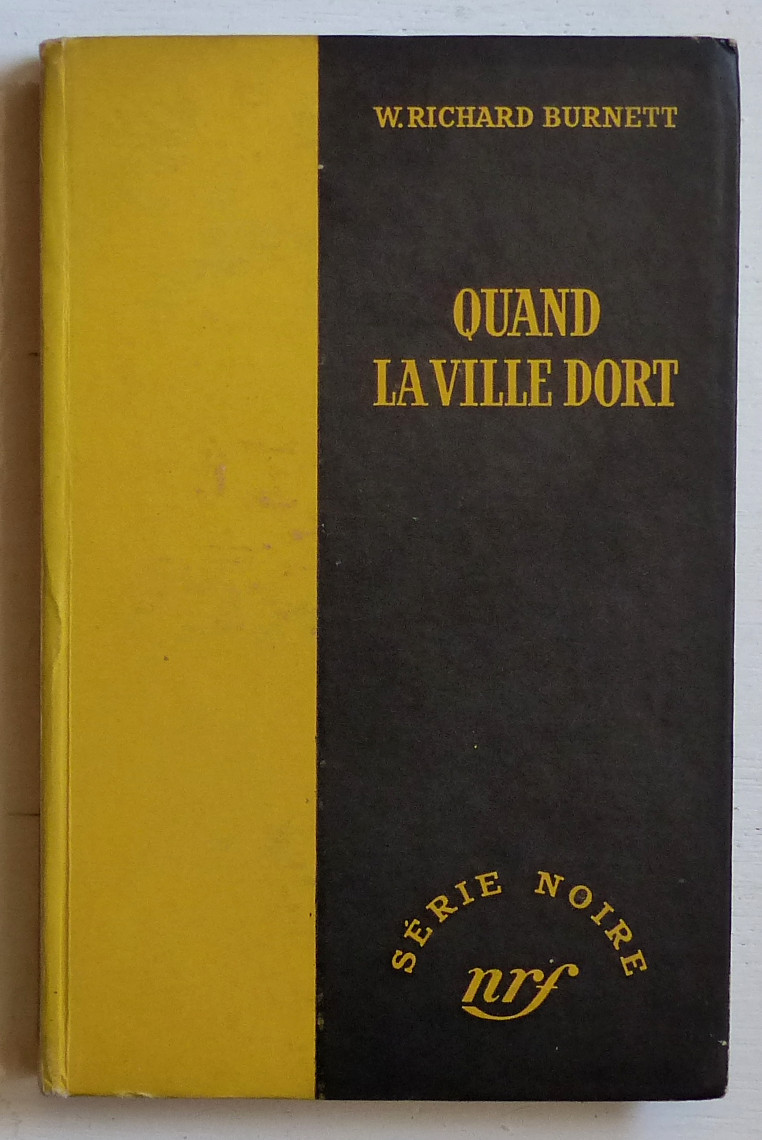 W. RICHARD BURNETT
QUAND
LA VILLE DORT
SÉRIE NOIRE
nrf